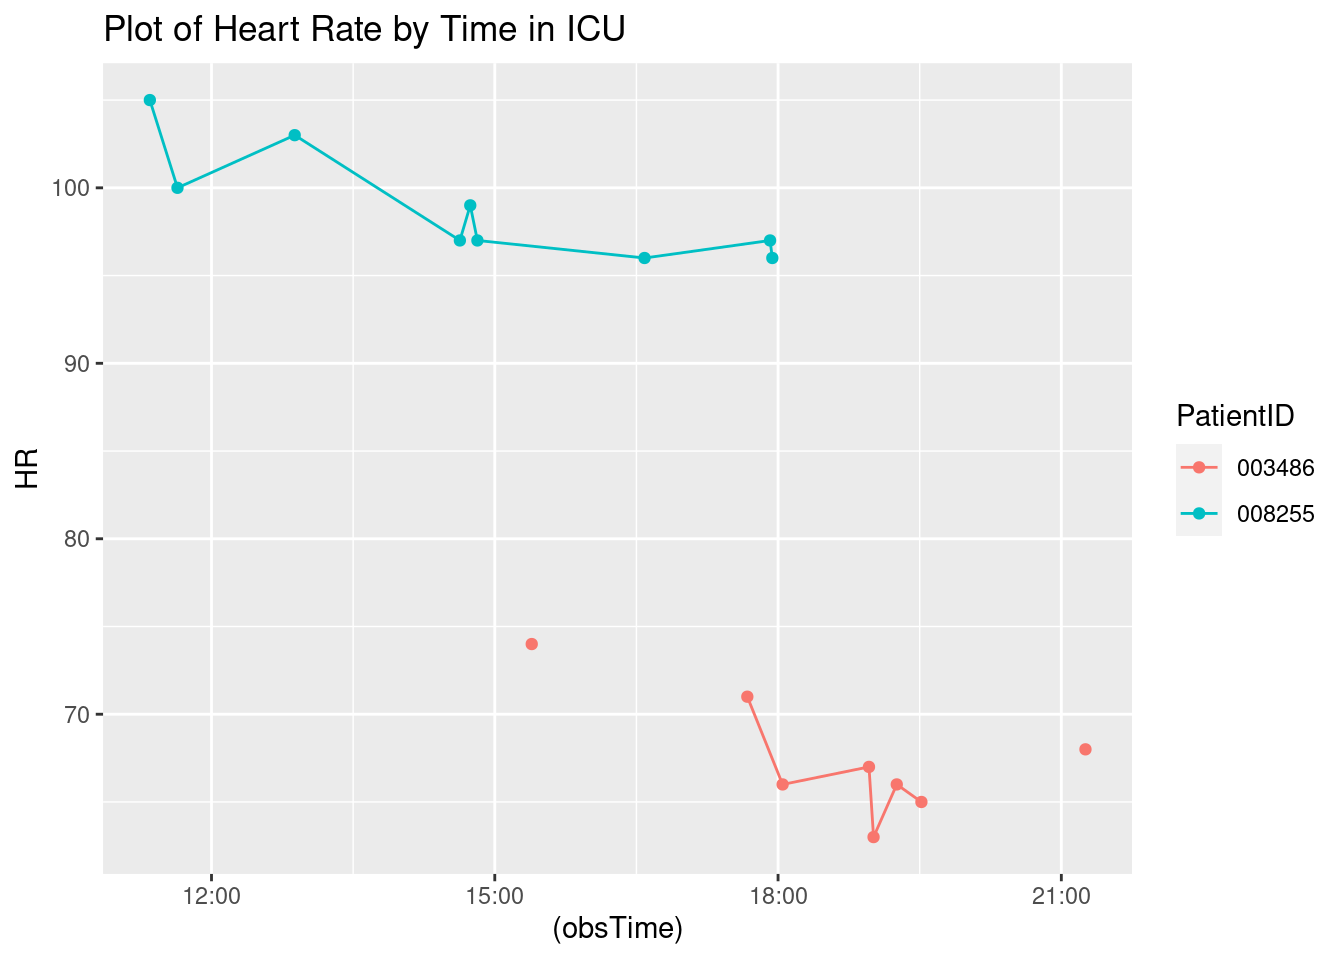 Plot of Heart Rate by Time in ICU
HR
100
90
80
70
12:00
15:00
18:00
21:00
(obsTime)
PatientID
003486
008255